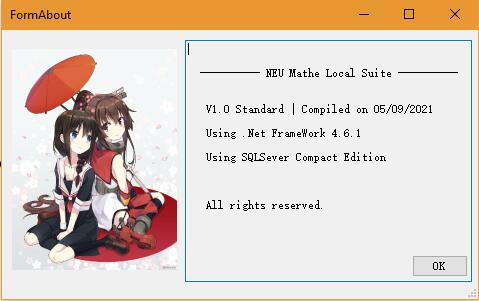 FormAbout
NEU Mathe Local Suite
V1.0 Standard | Compiled on 05/09/2021
Using .Net FrameWork 4.6.1
Using SQLSever Compact Edition
All rights reserved.
OK